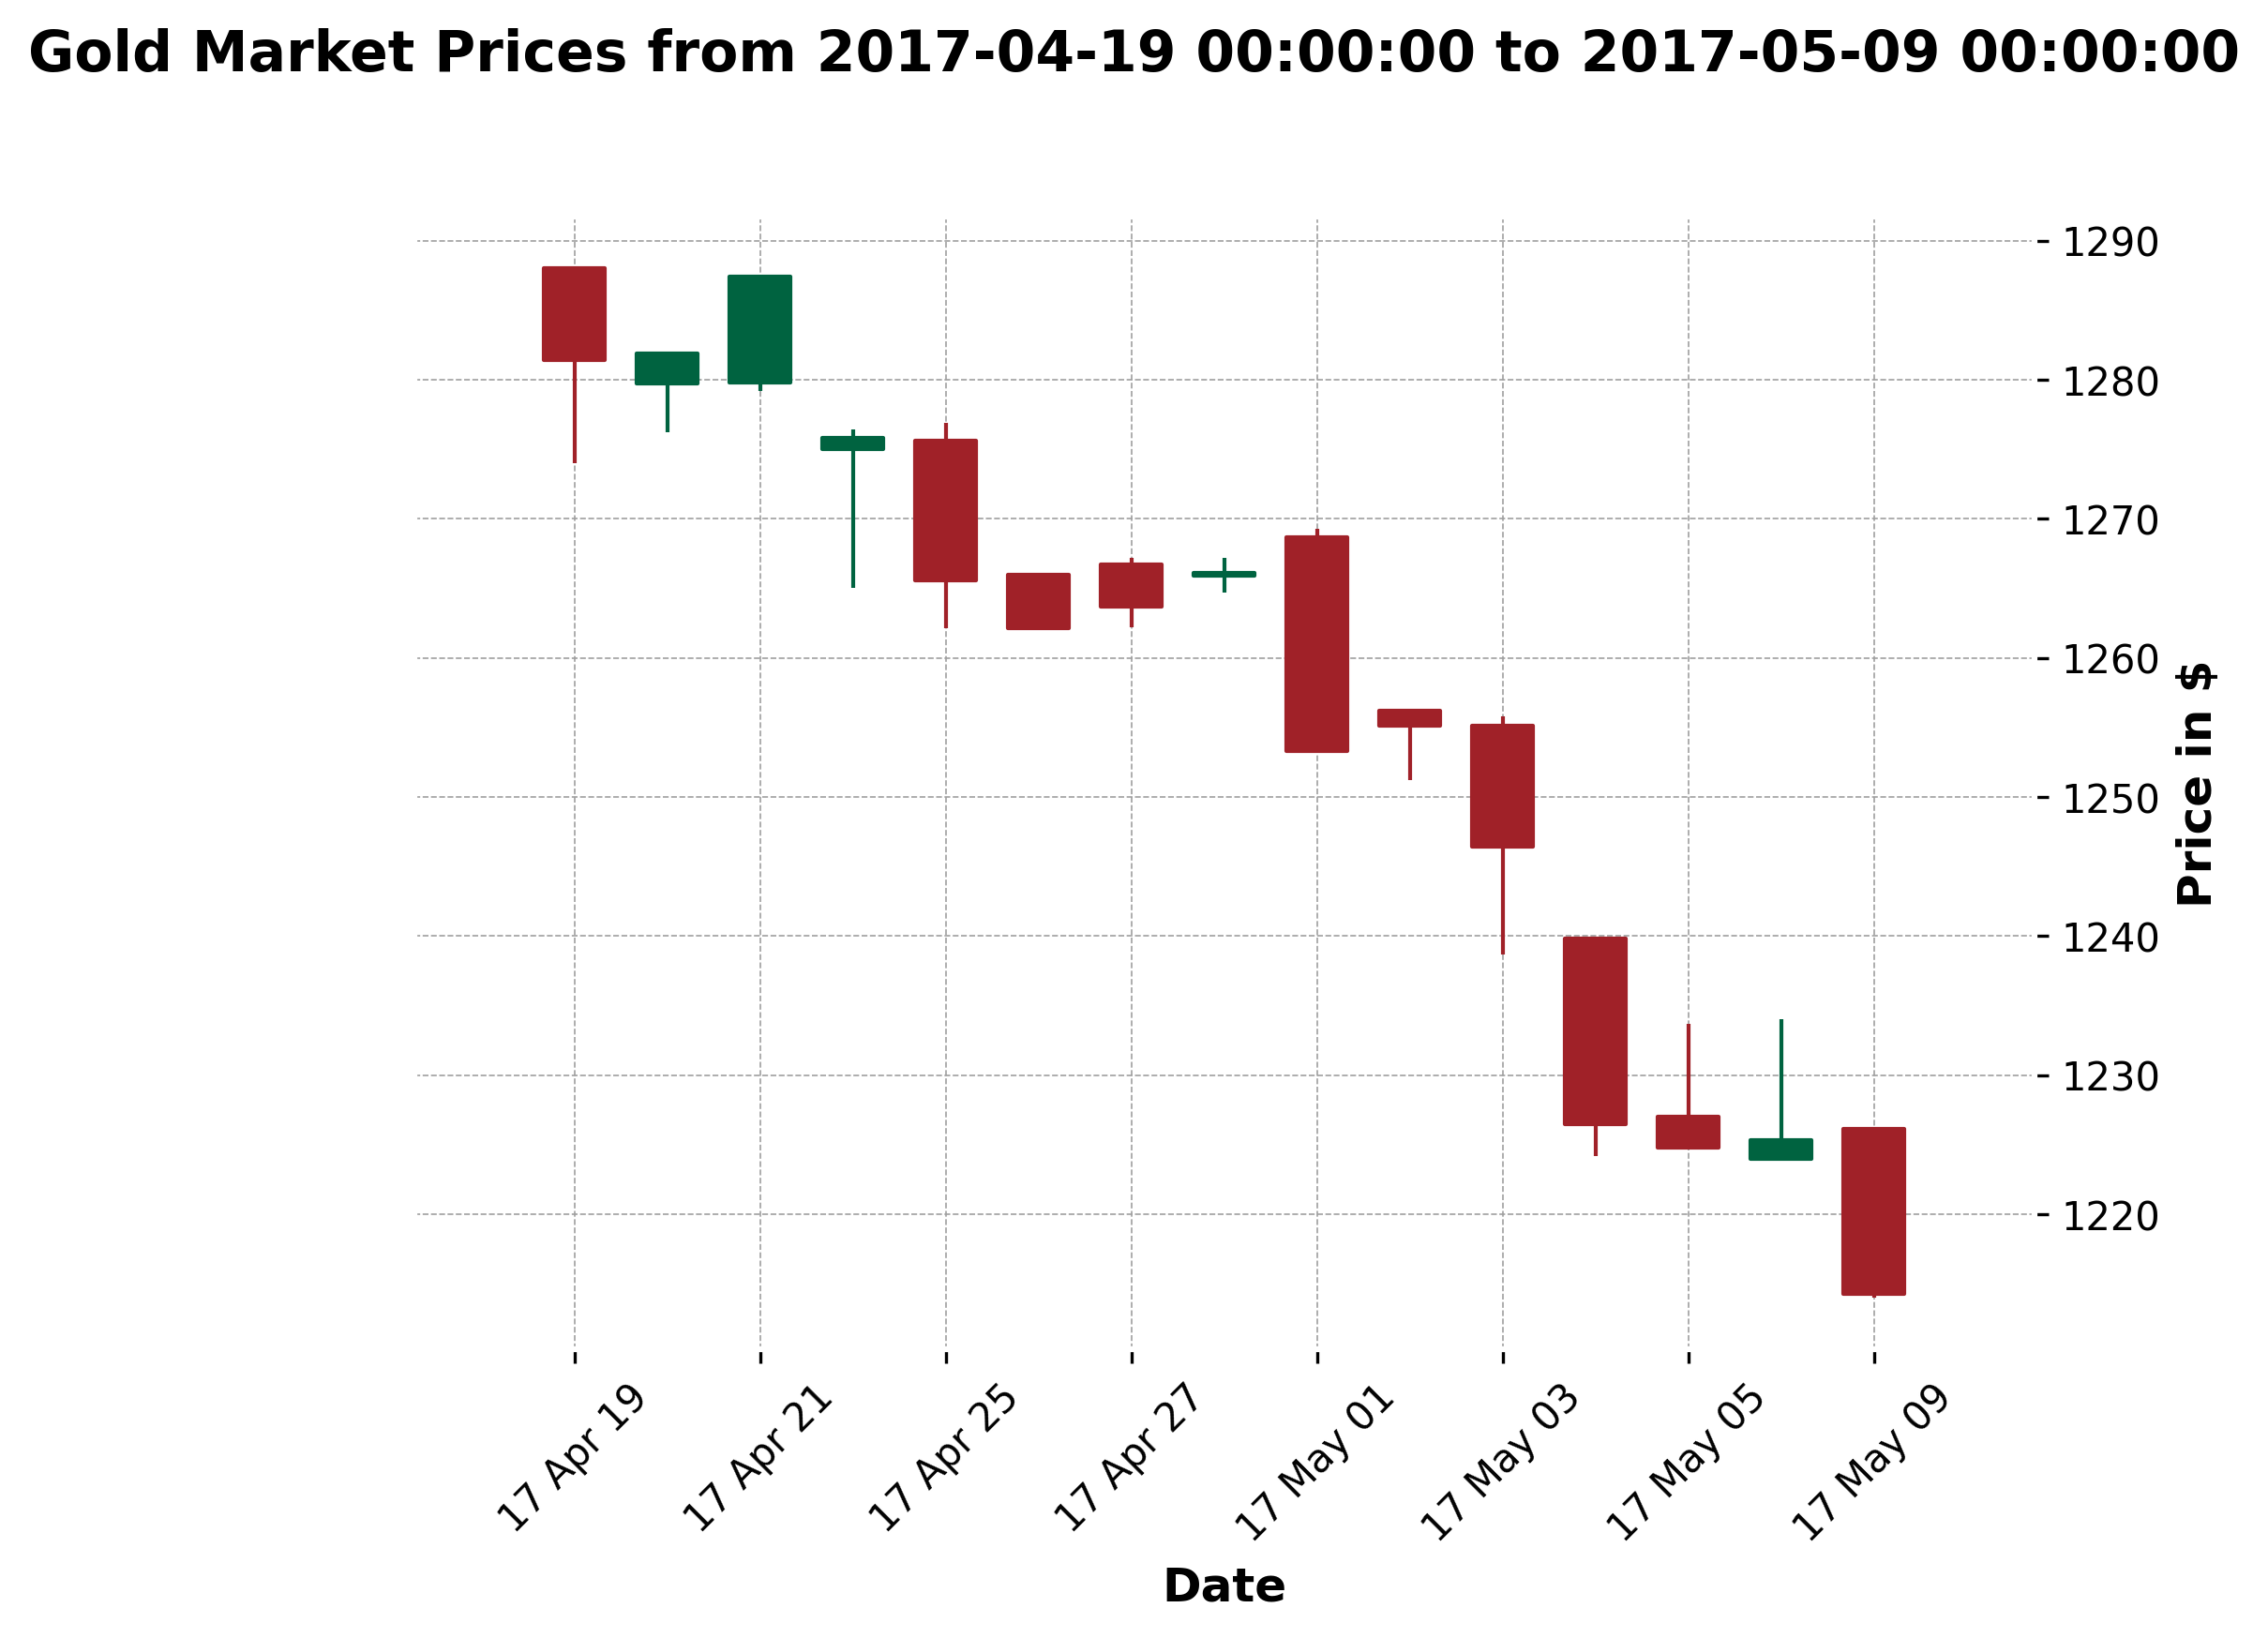 Gold Market Prices from 2017-04-19 00:00:00 to 2017-05-09 00:00:00
1290
1280
1270
1260
1250
1240
1230
1220
Price in $
17 Apr 19
17 Apr 21
17 Apr 25
17 Apr 27
17 May 01
17 May 03
17 May 05
17 May 09
Date